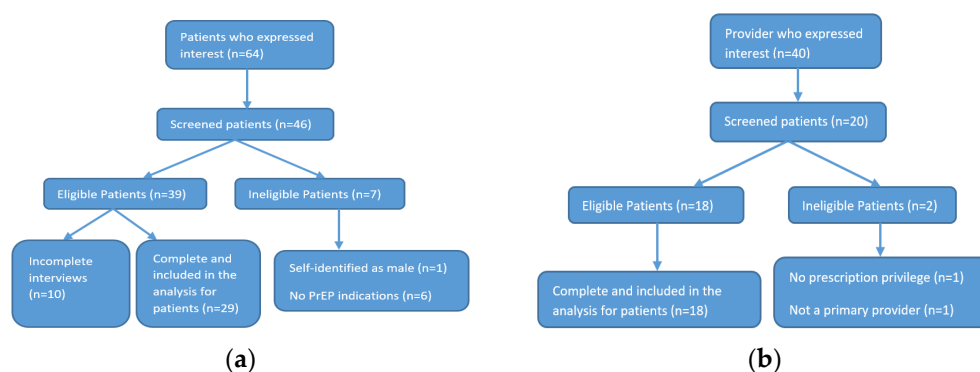 Patients who expressed
interest (n=64)
Screened patients (n=46)
Eligible Patients (n=39)
Ineligible Patients (n=7)
Incomplete
interviews
(n=10)
Complete and
included in the
analysis for
patients (n=29)
Self-identified as male (n=1)
No PrEP indications (n=6)
(a)
Provider who expressed
interest (n=40)
Screened patients (n=20)
Eligible Patients (n=18)
Ineligible Patients (n=2)
Complete and included in the
analysis for patients (n=18)
No prescription privilege (n=1)
Not a primary provider (n=1)
(b)